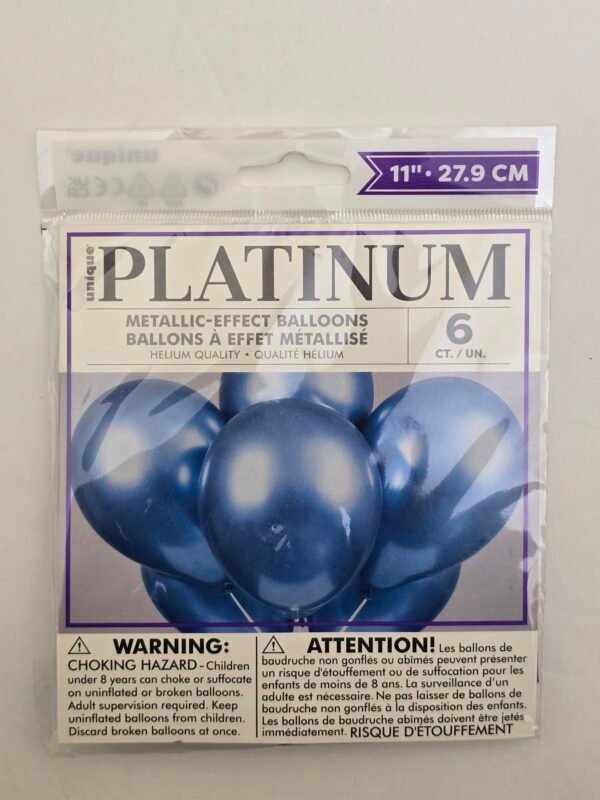 unique
11" • 27.9 CM
unique
PLATINUM
METALLIC-EFFECT BALLOONS
BALLONS À EFFET MÉTALLISÉ
HELIUM QUALITY • QUALITÉ HÉLIUM
6
CT. / UN.
WARNING:
CHOKING HAZARD - Children
under 8 years can choke or suffocate
on uninflated or broken balloons.
Adult supervision required. Keep
uninflated balloons from children.
Discard broken balloons at once.
ATTENTION! Les ballons de
baudruche non gonflés ou abîmés peuvent présenter
un risque d'étouffement ou de suffocation pour les
enfants de moins de 8 ans. La surveillance d'un
adulte est nécessaire. Ne pas laisser de ballons de
baudruche non gonflés à la disposition des enfants.
Les ballons de baudruche abîmés doivent être jetés
immédiatement. RISQUE D'ÉTOUFFEMENT